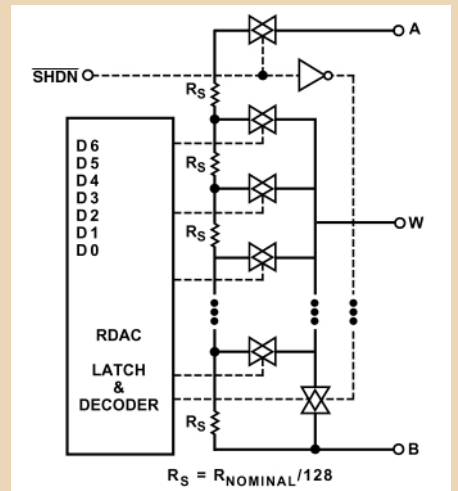 A
SHDN
RS
D6
D5
D4
D3
D2
D1
D0
RS
RS
W
RDAC
LATCH
&
DECODER
RS
B
RS = RNOMINAL/128